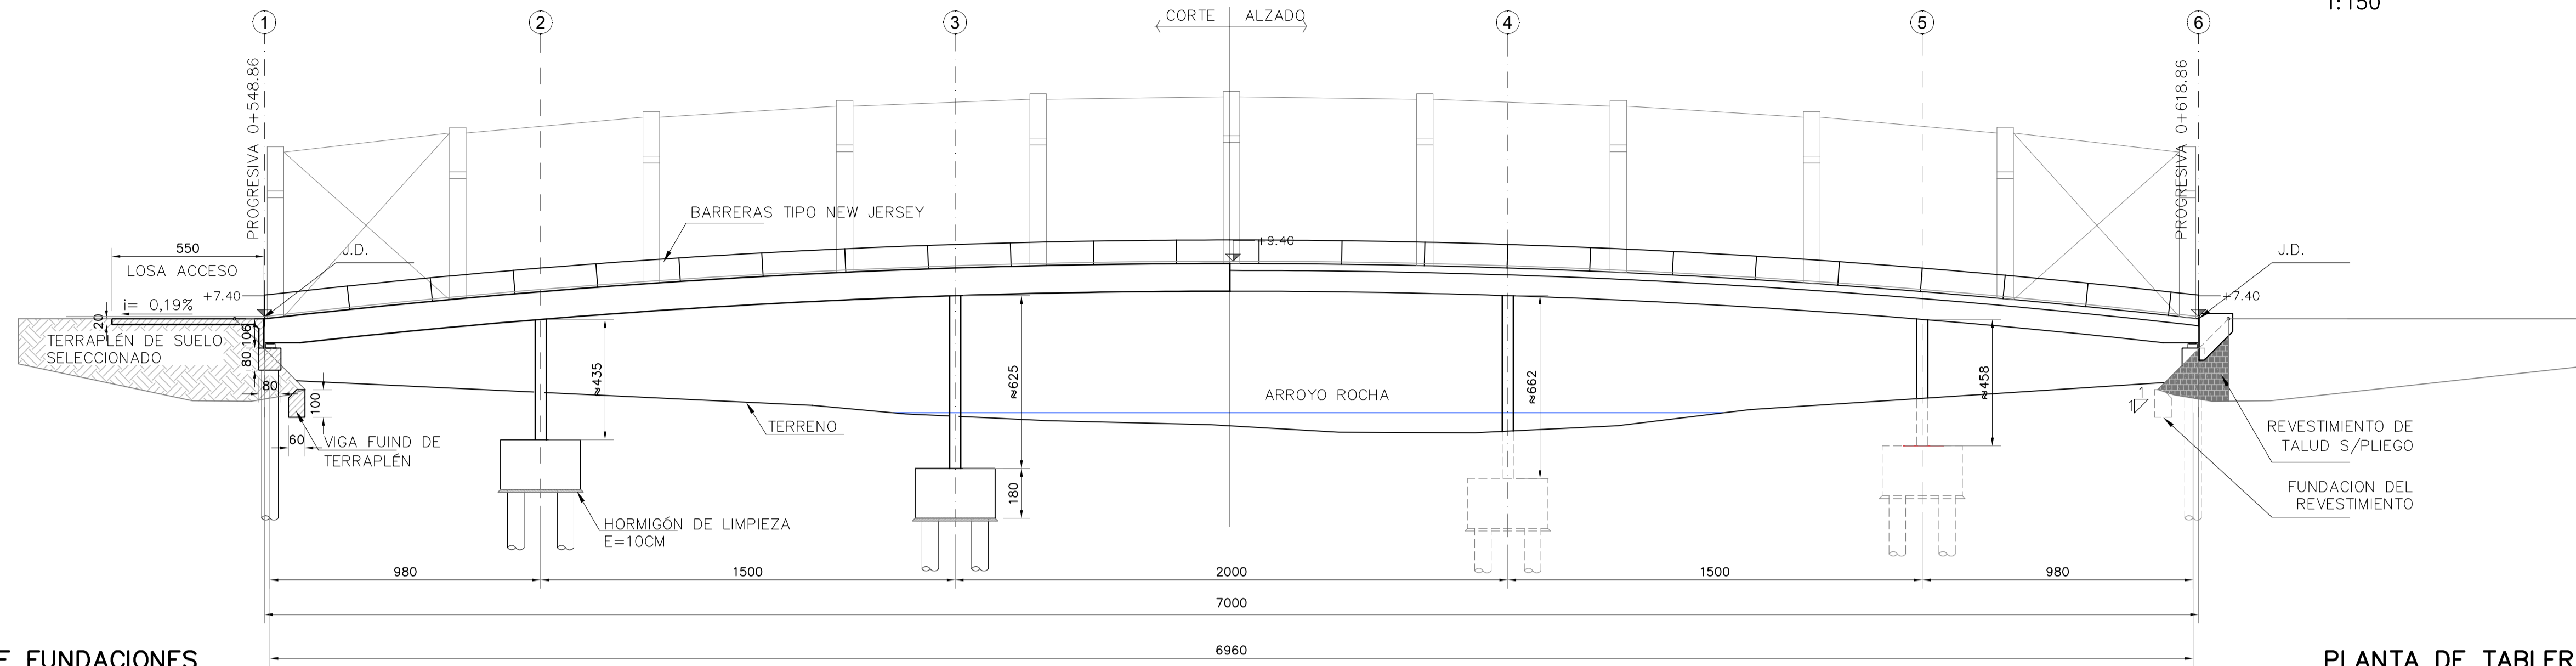 1:150
1
2
3
CORTE
ALZADO
4
5
6
PROGRESIVA 0+548.86
PROGRESIVA 0+618.86
BARRERAS TIPO NEW JERSEY
+9.40
550
LOSA ACCESO
J.D.
J.D.
i= 0,19%
+7.40
+7.40
20
TERRAPLÉN DE SUELO
SELECCIONADO
106
80
80
100
60
VIGA FUIND DE
TERRAPLÉN
≈435
≈625
≈662
≈458
ARROYO ROCHA
TERRENO
180
HORMIGÓN DE LIMPIEZA
E=10CM
1
1
REVESTIMIENTO DE
TALUD S/PLIEGO
FUNDACION DEL
REVESTIMIENTO
980
1500
2000
1500
980
7000
6960
E FUNDACIONES
PLANTA DE TABLER